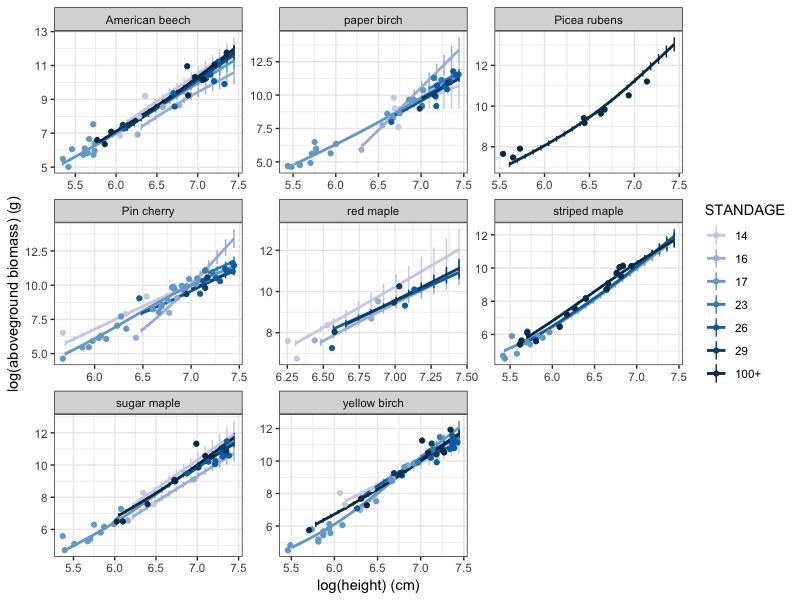 American beech
paper birch
Picea rubens
13
11
9
7
5
12.5
10.0
7.5
5.0
12
10
8
5.5 6.0 6.5 7.0 7.5
5.5 6.0 6.5 7.0 7.5
5.5 6.0 6.5 7.0 7.5
Pin cherry
red maple
striped maple
12.5
10.0
7.5
5.0
12
10
8
12
10
8
6
6.0 6.5 7.0 7.5
6.25 6.50 6.75 7.00 7.25 7.50
5.5 6.0 6.5 7.0 7.5
sugar maple
yellow birch
12
10
8
6
12
10
8
6
5.5 6.0 6.5 7.0 7.5
5.5 6.0 6.5 7.0 7.5
log(height) (cm)
log(aboveground biomass) (g)
STANDAGE
14
16
17
23
26
29
100+